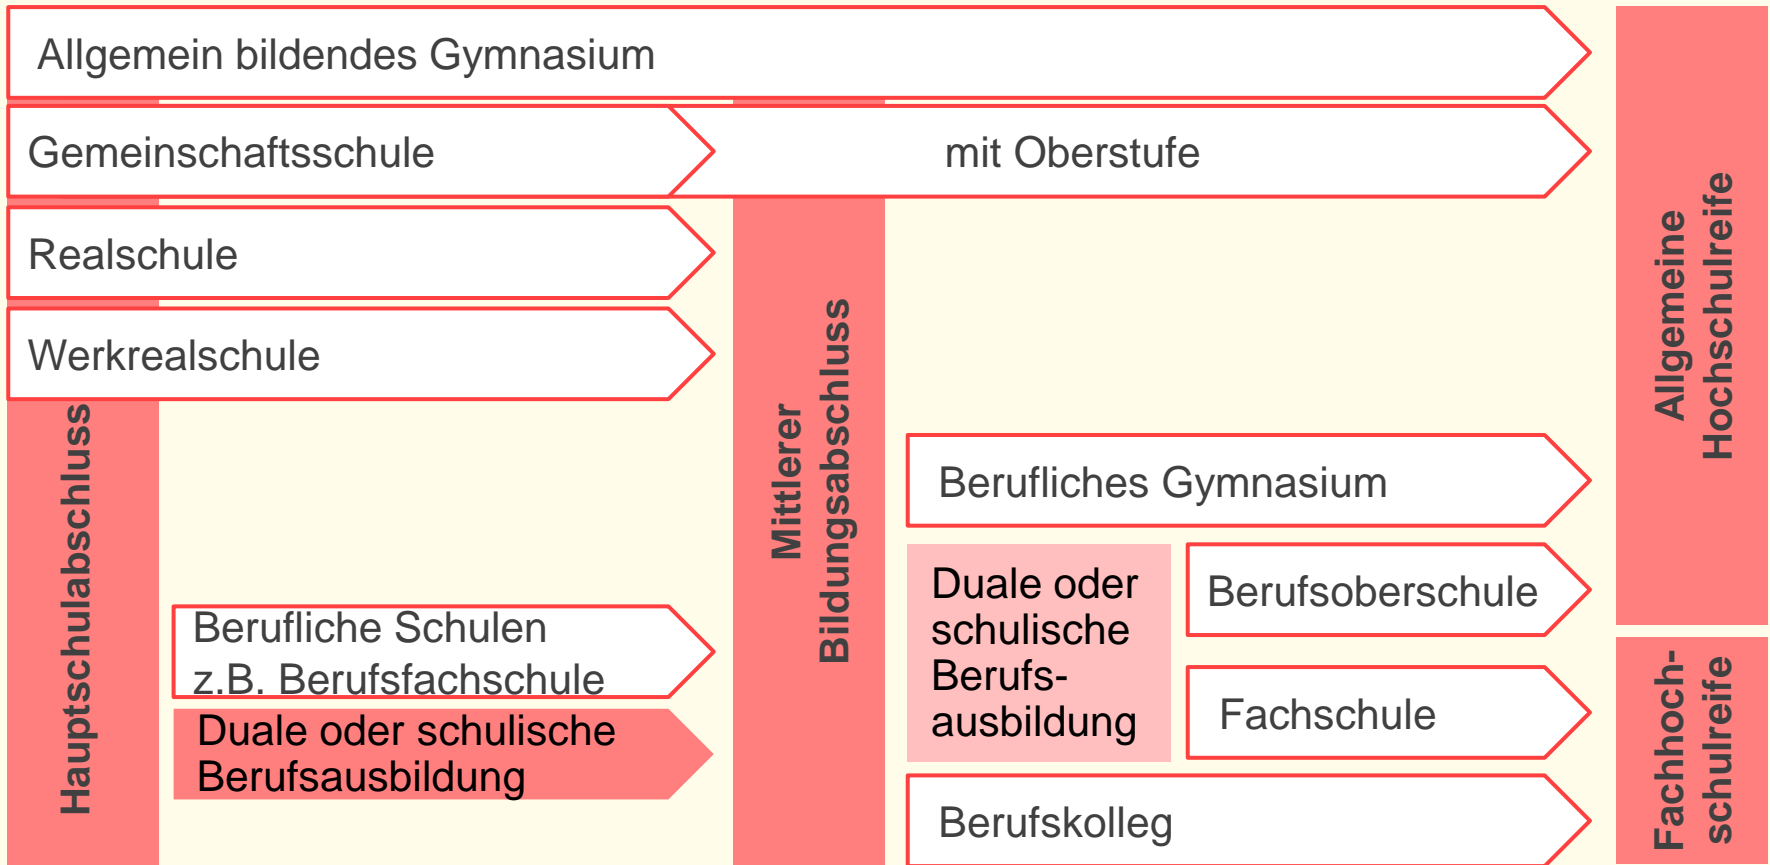 Allgemein bildendes Gymnasium
Gemeinschaftsschule
mit Oberstufe
Realschule
Werkrealschule
Hauptschulabschluss
Berufliche Schulen
z.B. Berufsfachschule
Duale oder schulische
Berufsausbildung
Mittlerer
Bildungsabschluss
Berufliches Gymnasium
Duale oder
schulische
Berufs-
ausbildung
Berufsoberschule
Fachschule
Berufskolleg
Allgemeine
Hochschulreife
Fachhoch-
schulreife